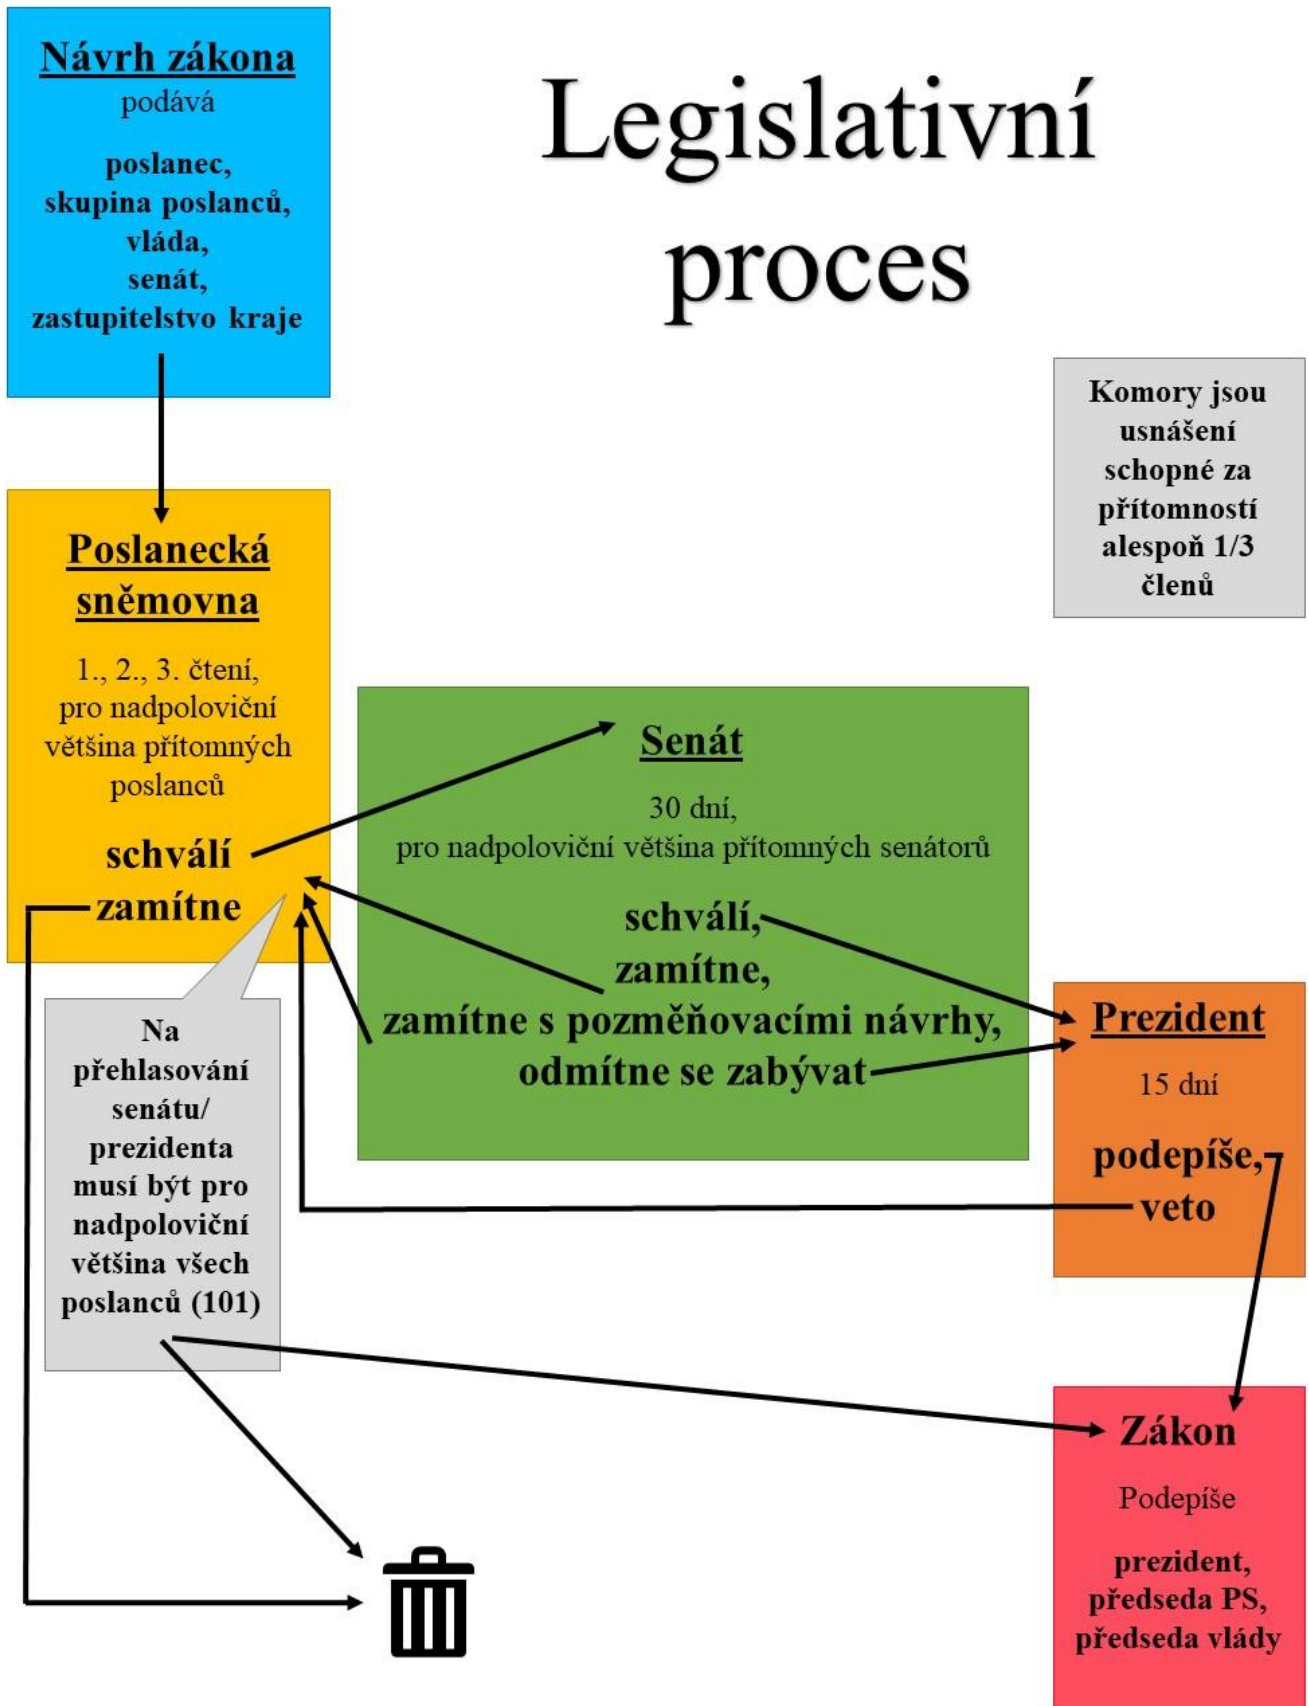 Legislativní
proces
Návrh zákona
podává
poslanec,
skupina poslanců,
vláda,
senát,
zastupitelstvo kraje
Komory jsou
usnášení
schopné za
přítomností
alespoň 1/3
členů
Poslanecká
sněmovna
1., 2., 3. čtení,
pro nadpoloviční
většina přítomných
poslanců
schválí
zamítne
Senát
30 dní,
pro nadpoloviční většina přítomných senátorů
schválí,
zamítne,
zamítne s pozměňovacími návrhy,
odmítne se zabývat
Prezident
15 dní
podepíše,
veto
Na
přehlasování
senátu/
prezidenta
musí být pro
nadpoloviční
většina všech
poslanců (101)
Zákon
Podepíše
prezident,
předseda PS,
předseda vlády